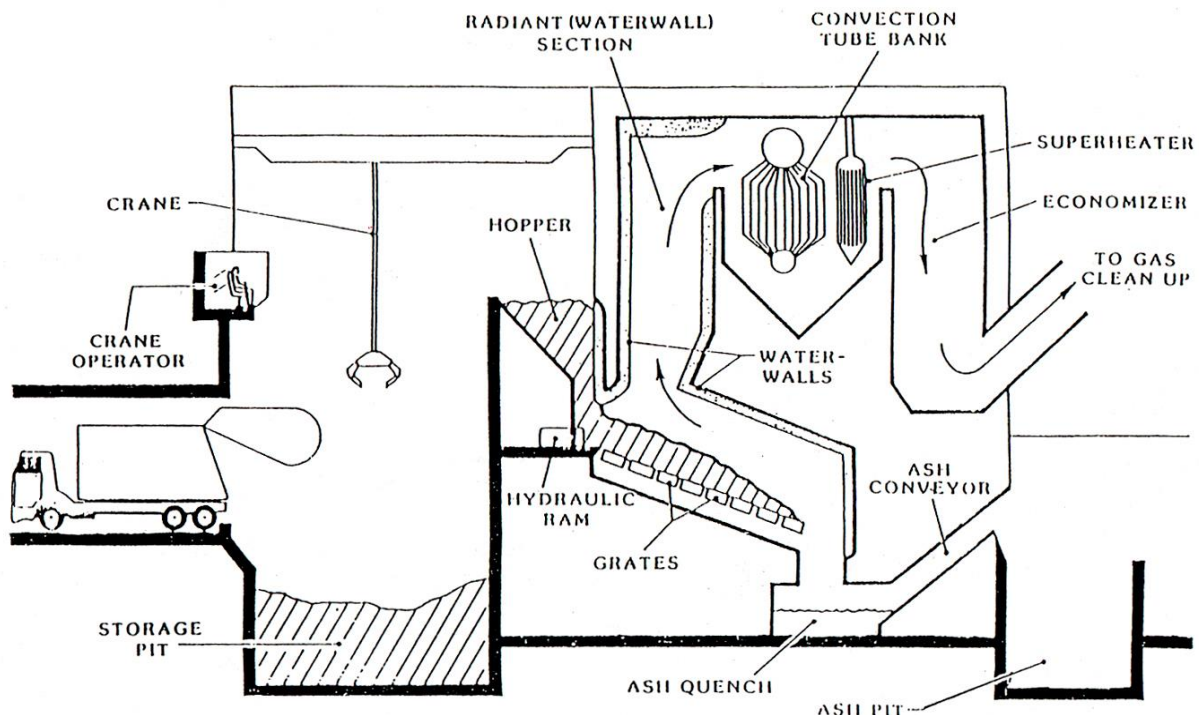 RADIANT (WATERWALL)
SECTION
CONVECTION
TUBE BANK
SUPERHEATER
CRANE
HOPPER
ECONOMIZER
TO GAS
CLEAN UP
CRANE
OPERATOR
WATER-
WALLS
ASH
CONVEYOR
HYDRAULIC
RAM
GRATES
STORAGE
PIT
ASH QUENCH
ASH PIT